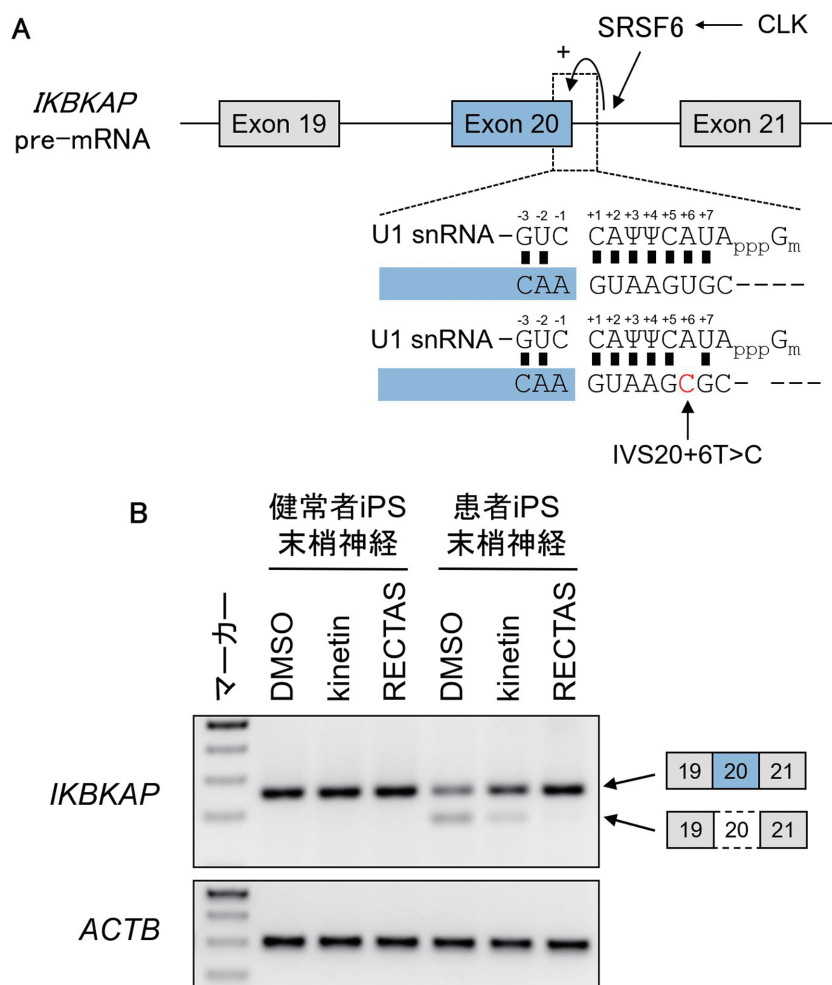 A
SRSF6
CLK
+
IKBKAP
pre-mRNA
Exon 19
Exon 20
Exon 21
-3 -2 -1 +1 +2 +3 +4 +5 +6 +7
U1 snRNA-GUC CAΨΨCAUApppGm
CAA GUAAGUGC----
-3 -2 -1 +1 +2 +3 +4 +5 +6 +7
U1 snRNA-GUC CAΨΨCAUApppGm
CAA GUAAGCGC- ---
IVS20+6T>C
B
健常者iPS
末梢神経
患者iPS
末梢神経
マーカー
DMSO
kinetin
RECTAS
DMSO
kinetin
RECTAS
IKBKAP
19 20 21
19 20 21
ACTB